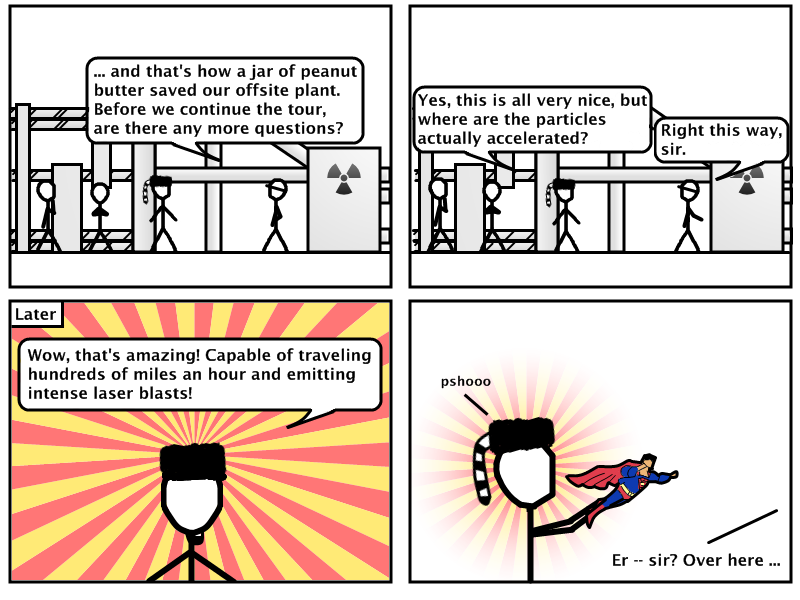 ... and that's how a jar of peanut
butter saved our offsite plant.
Before we continue the tour,
are there any more questions?
Yes, this is all very nice, but
where are the particles
actually accelerated?
Right this way,
sir.
Later
Wow, that's amazing! Capable of traveling
hundreds of miles an hour and emitting
intense laser blasts!
pshooo
Er -- sir? Over here ...